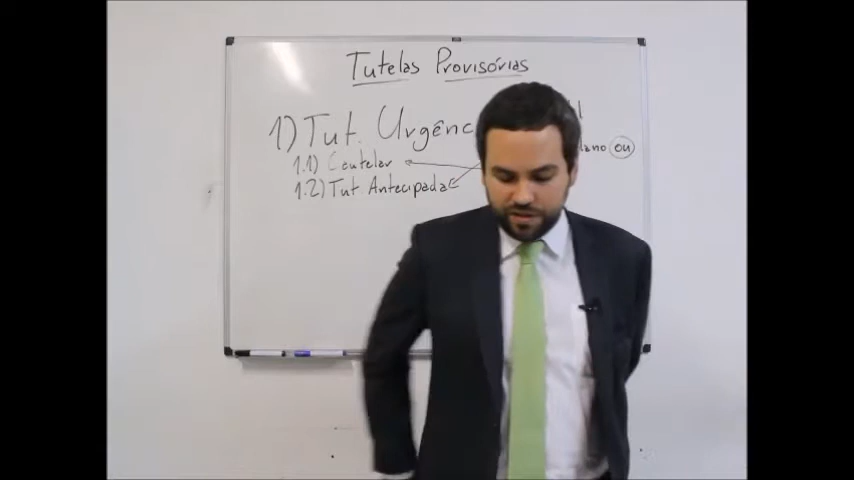 Tutelas Provisórias
1) Tut. Urgênc
1.1) Cautelar
ou
1.2) Tut Antecipada